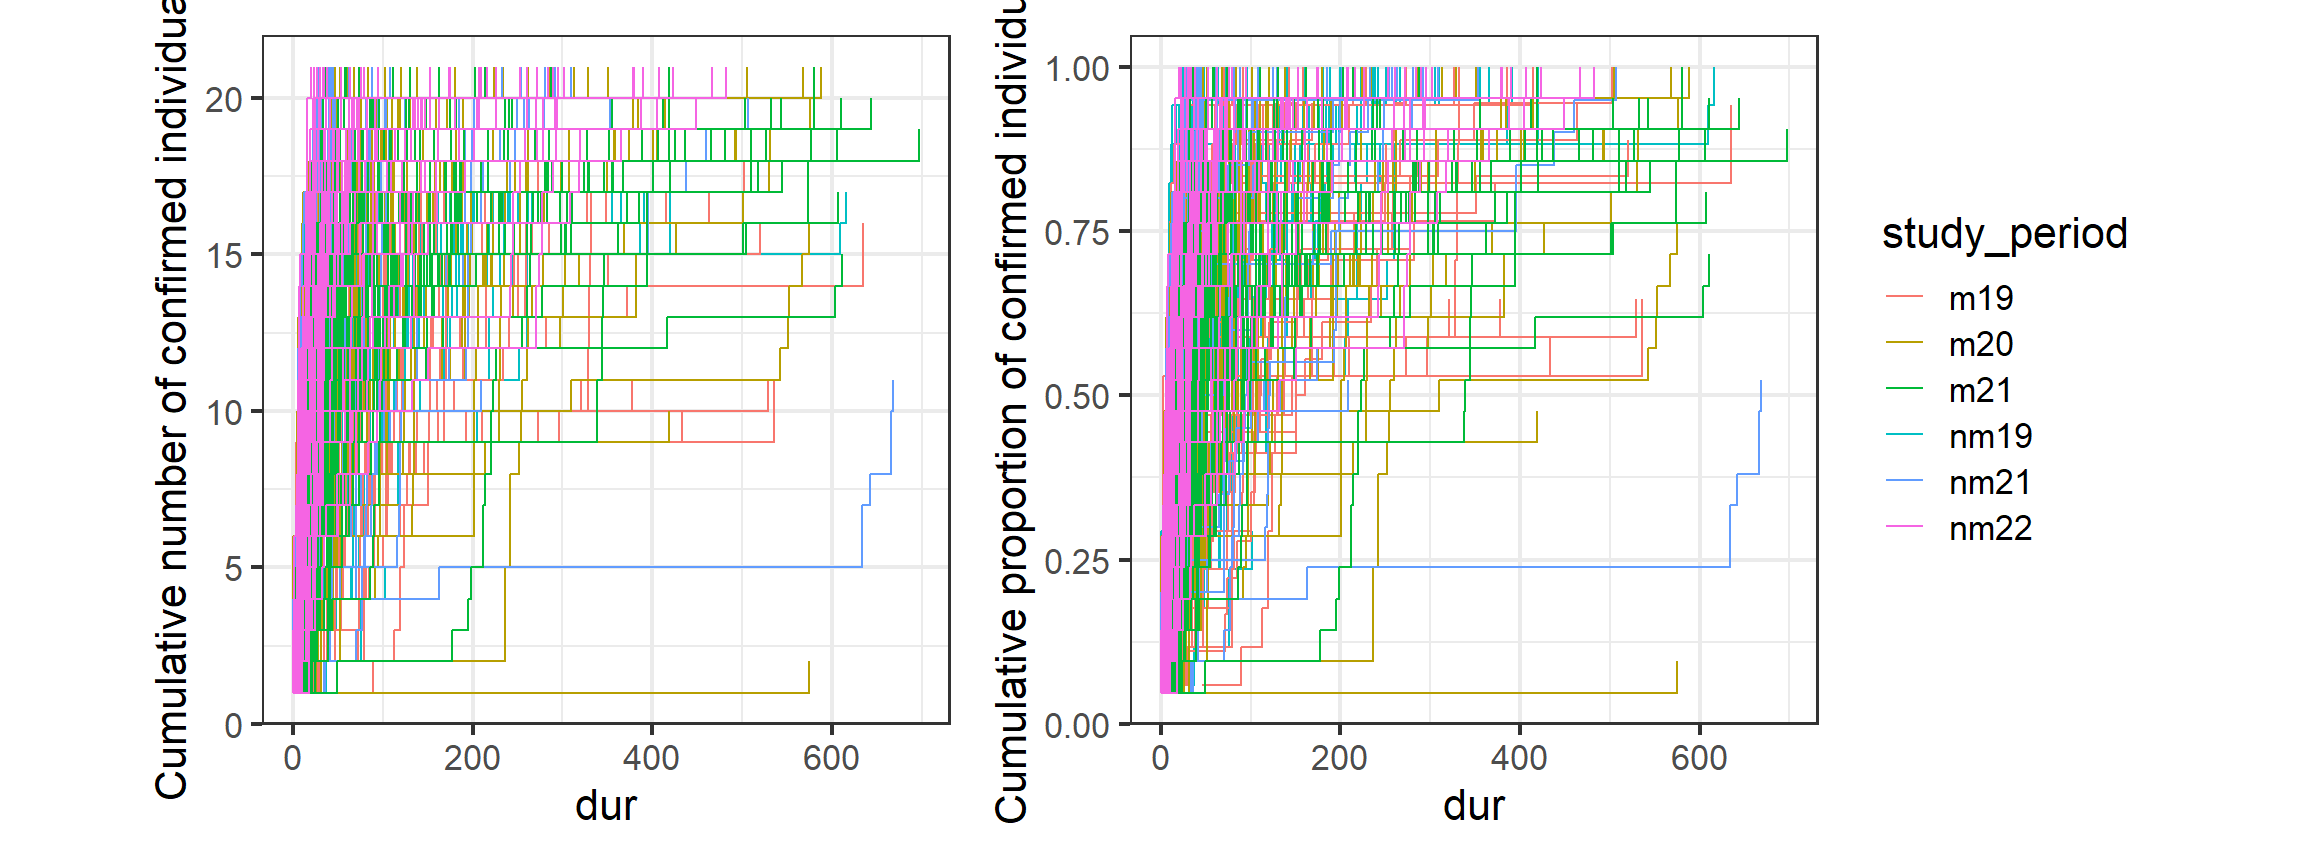 Cumulative number of confirmed individua
20
15
10
5
0
0 200 400 600
dur
Cumulative proportion of confirmed individu
1.00
0.75
0.50
0.25
0.00
0 200 400 600
dur
study_period
m19
m20
m21
nm19
nm21
nm22